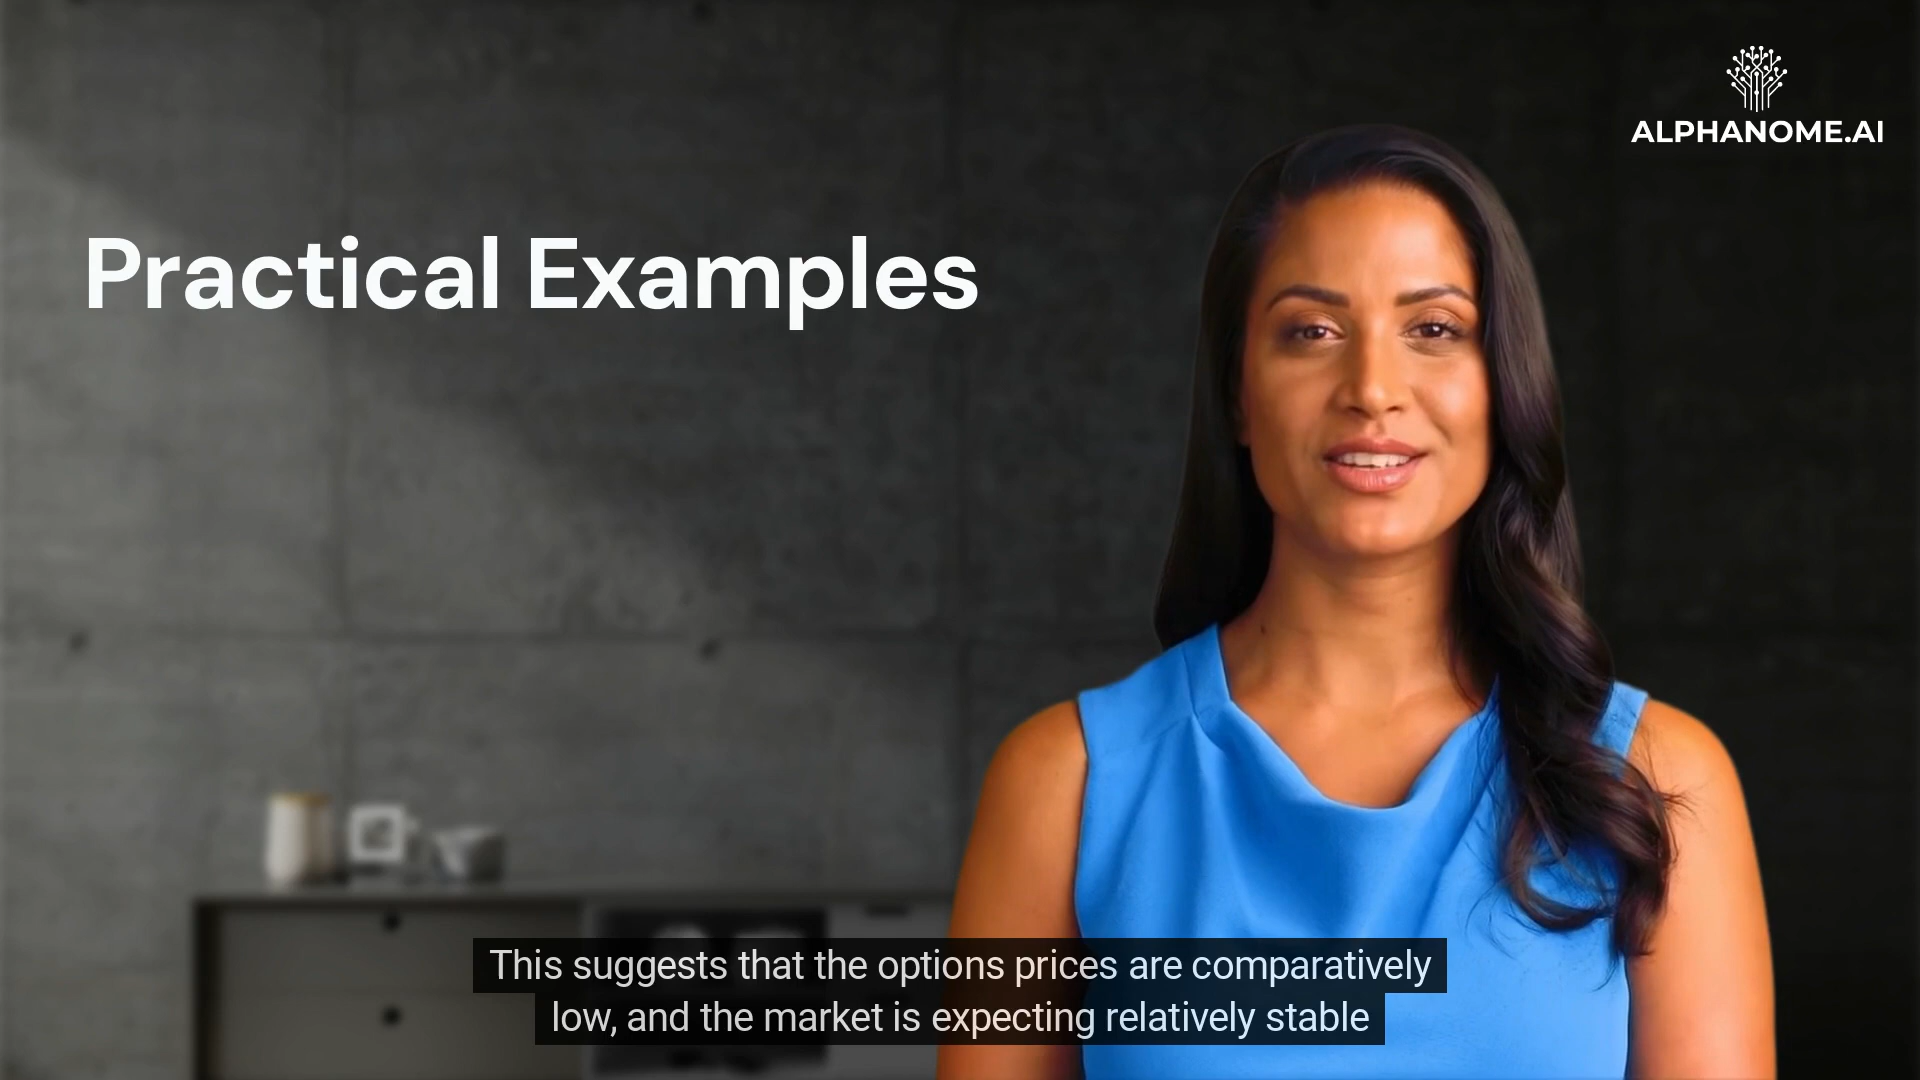 ALPHANOME.AI
Practical Examples
This suggests that the options prices are comparatively
low, and the market is expecting relatively stable